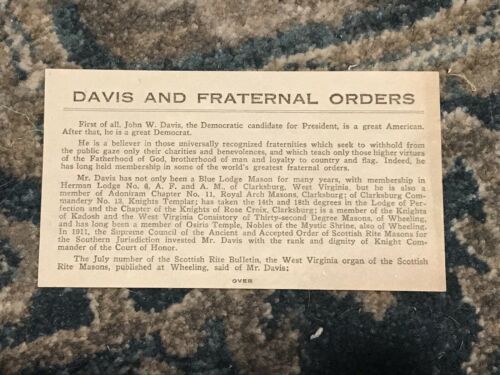 DAVIS AND FRATERNAL ORDERS
First of all, John W. Davis, the Democratic candidate for President, is a great American.
After that, he is a great Democrat.
He is a believer in those universally recognized fraternities which seek to withhold from
the public gaze only their charities and benevolences, and which teach only those higher virtues
of the Fatherhood of God, brotherhood of man and loyalty to country and flag. Indeed, he
has long held membership in some of the world's greatest fraternal orders.
Mr. Davis has not only been a Blue Lodge Mason for many years, with membership in
Herman Lodge No. 6, A. F. and A. M., of Clarksburg, West Virginia, but he is also a
member of Adoniram Chapter No. 11, Royal Arch Masons, Clarksburg; of Clarksburg Com-
mandery No. 13, Knights Templar; has taken the 14th and 18th degrees in the Lodge of Per-
fection and the Chapter of the Knights of Rose Croix, Clarksburg; is a member of the Knights
of Kadosh and the West Virginia Consistory of Thirty-second Degree Masons, of Wheeling,
and has long been a member of Osiris Temple, Nobles of the Mystic Shrine, also of Wheeling.
In 1911, the Supreme Council of the Ancient and Accepted Order of Scottish Rite Masons for
the Southern Jurisdiction invested Mr. Davis with the rank and dignity of Knight Com-
mander of the Court of Honor.
The July number of the Scottish Rite Bulletin, the West Virginia organ of the Scottish
Rite Masons, published at Wheeling, said of Mr. Davis:
OVER